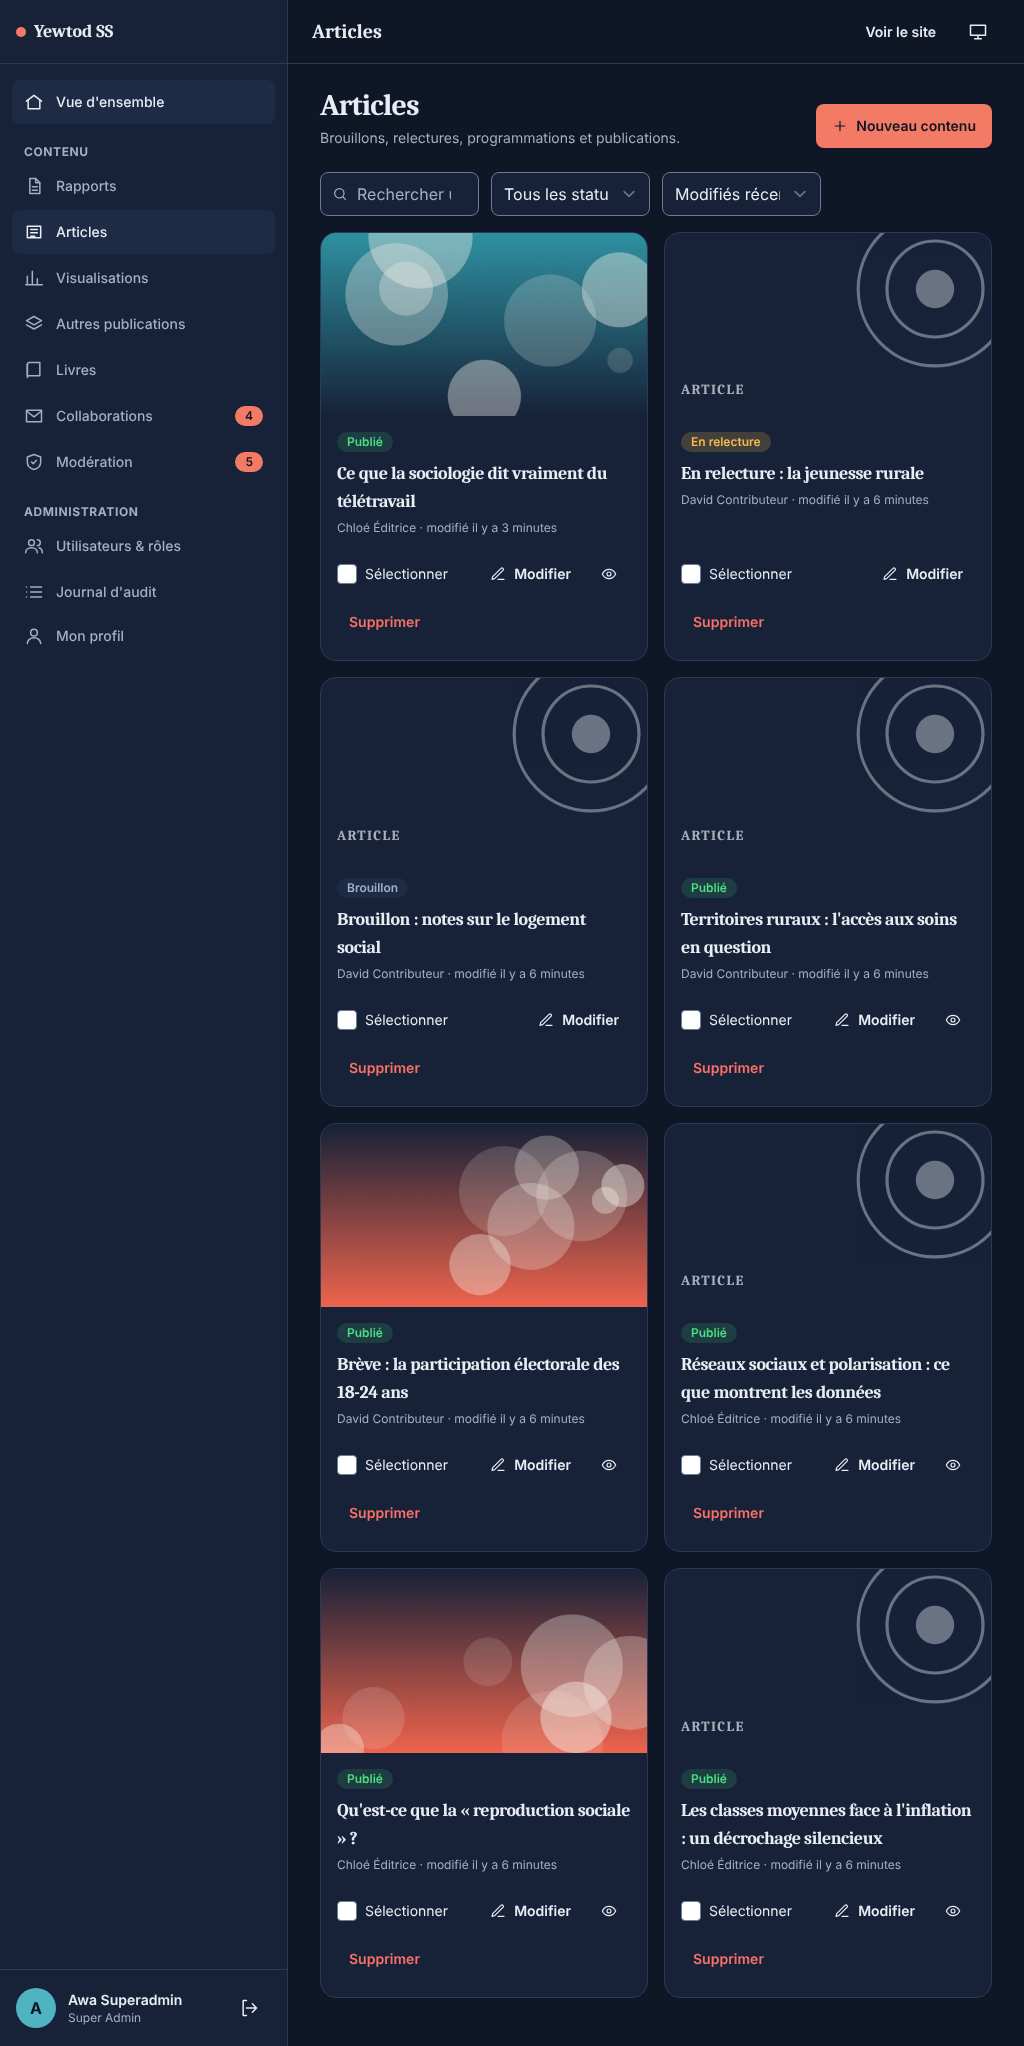 Yewtod SS
Articles
Voir le site
Vue d'ensemble
CONTENU
Rapports
Articles
Visualisations
Autres publications
Livres
Collaborations 4
Modération 5
ADMINISTRATION
Utilisateurs & rôles
Journal d'audit
Mon profil
Awa Superadmin
A
Super Admin
Articles
Brouillons, relectures, programmations et publications.
Nouveau contenu
Rechercher
Tous les statu
Modifiés réce
Publié
Ce que la sociologie dit vraiment du
télétravail
Chloé Éditrice · modifié il y a 3 minutes
Sélectionner Modifier
Supprimer
ARTICLE
En relecture
En relecture : la jeunesse rurale
David Contributeur · modifié il y a 6 minutes
Sélectionner Modifier
Supprimer
ARTICLE
Brouillon
Brouillon : notes sur le logement
social
David Contributeur · modifié il y a 6 minutes
Sélectionner Modifier
Supprimer
ARTICLE
Publié
Territoires ruraux : l'accès aux soins
en question
David Contributeur · modifié il y a 6 minutes
Sélectionner Modifier
Supprimer
Publié
Brève : la participation électorale des
18-24 ans
David Contributeur · modifié il y a 6 minutes
Sélectionner Modifier
Supprimer
ARTICLE
Publié
Réseaux sociaux et polarisation : ce
que montrent les données
Chloé Éditrice · modifié il y a 6 minutes
Sélectionner Modifier
Supprimer
Publié
Qu'est-ce que la « reproduction sociale
» ?
Chloé Éditrice · modifié il y a 6 minutes
Sélectionner Modifier
Supprimer
ARTICLE
Publié
Les classes moyennes face à l'inflation
: un décrochage silencieux
Chloé Éditrice · modifié il y a 6 minutes
Sélectionner Modifier
Supprimer